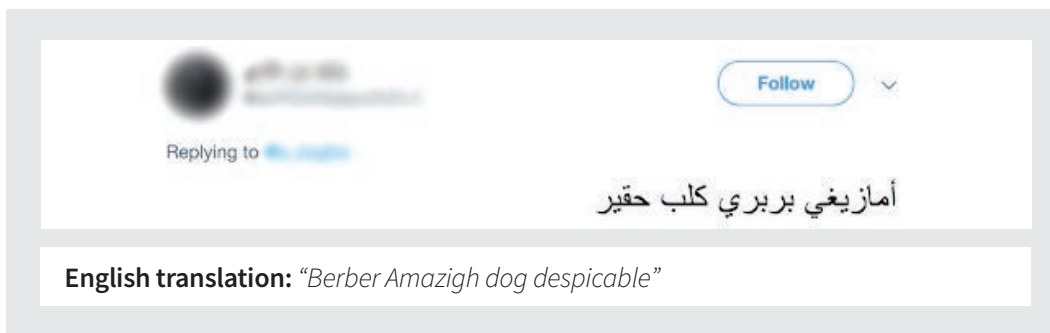 Follow
Replying to
أمازيغي بربري كلب حقير
English translation: “Berber Amazigh dog despicable”